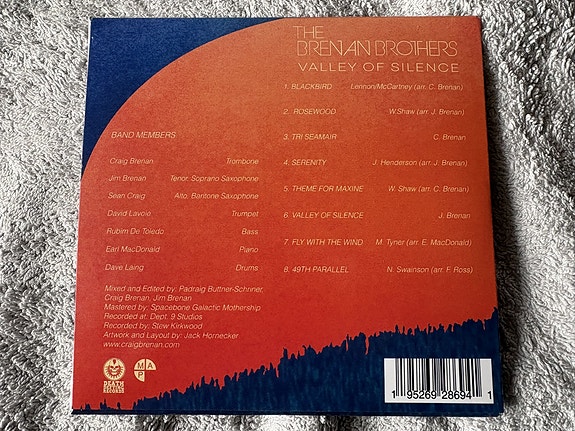 THE
BRENAN BROTHERS
VALLEY OF SILENCE
1. BLACKBIRD Lennon/McCartney (arr. C. Brenan)
2. ROSEWOOD W.Shaw (arr. J. Brenan)
3. TRI SEAMAIR C. Brenan
4. SERENITY J. Henderson (arr. J. Brenan)
5. THEME FOR MAXINE W. Shaw (arr. C. Brenan)
6. VALLEY OF SILENCE J. Brenan
7. FLY WITH THE WIND M. Tyner (arr. E. MacDonald)
8. 49TH PARALLEL N. Swainson (arr. F. Ross)
BAND MEMBERS
Craig Brenan Trombone
Jim Brenan Tenor, Soprano Saxophone
Sean Craig Alto, Baritone Saxophone
David Lavoie Trumpet
Rubim De Toledo Bass
Earl MacDonald Piano
Dave Laing Drums
Mixed and Edited by: Padraig Buttner-Schnirer,
Craig Brenan, Jim Brenan
Mastered by: Spacebone Galactic Mothership
Recorded at: Dept. 9 Studios
Recorded by: Stew Kirkwood
Artwork and Layout by: Jack Hornecker
www.craigbrenan.com
DEATH
RECORDS
M A
P
1 95269 28694 1